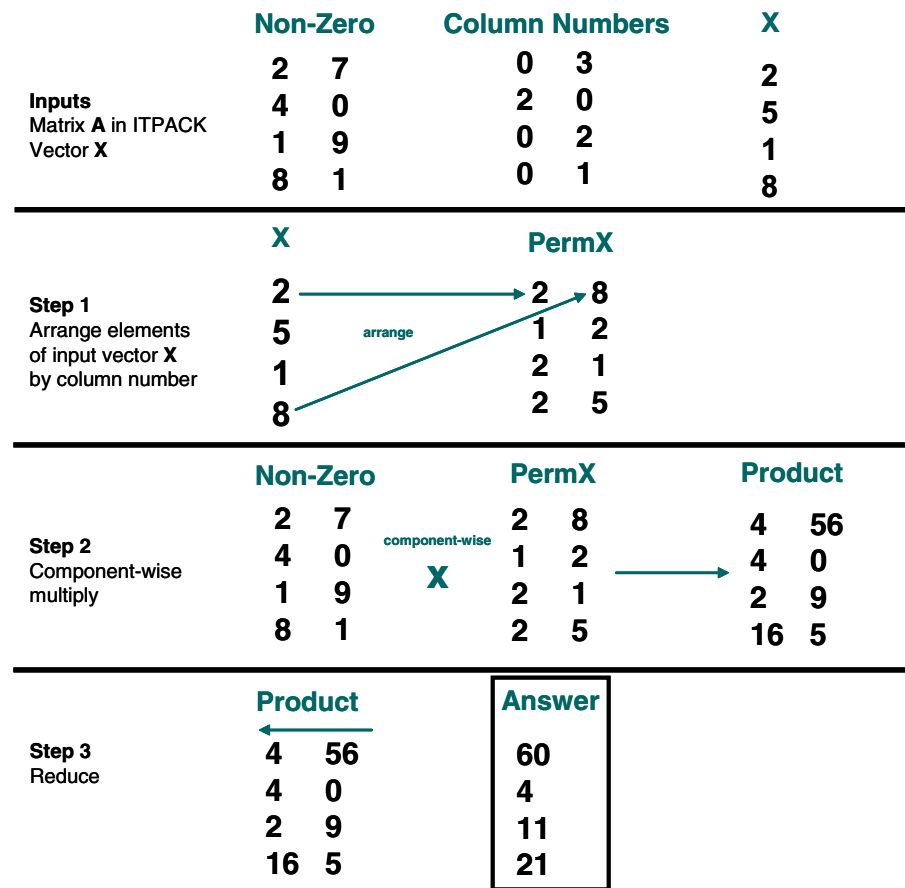 Non-Zero Column Numbers X
Inputs
Matrix A in ITPACK
Vector X
2 7 0 3 2
4 0 2 0 5
1 9 0 2 1
8 1 0 1 8
X PermX
Step 1
Arrange elements
of input vector X
by column number
arrange
2 2 8
5 1 2
1 2 1
8 2 5
Non-Zero PermX Product
Step 2
Component-wise
multiply
component-wise
X
2 7 2 8 4 56
4 0 1 2 4 0
1 9 2 1 2 9
8 1 2 5 16 5
Product Answer
Step 3
Reduce
4 56 60
4 0 4
2 9 11
16 5 21